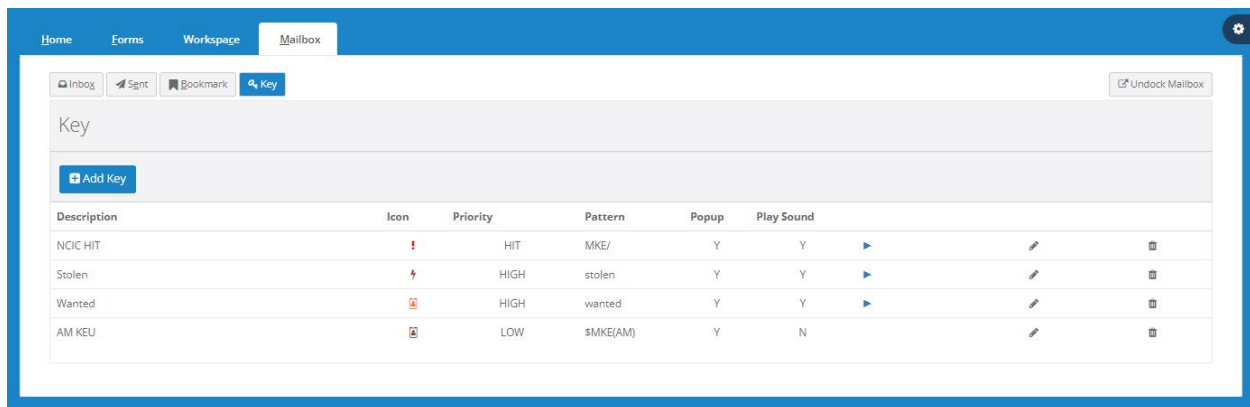 Home Forms Workspace Mailbox
Inbox Sent Bookmark Key Undock Mailbox
Key
Add Key
Description Icon Priority Pattern Popup Play Sound
NCIC HIT HIT MKE/ Y Y
Stolen HIGH stolen Y Y
Wanted HIGH wanted Y Y
AM KEU LOW $MKE(AM) Y N